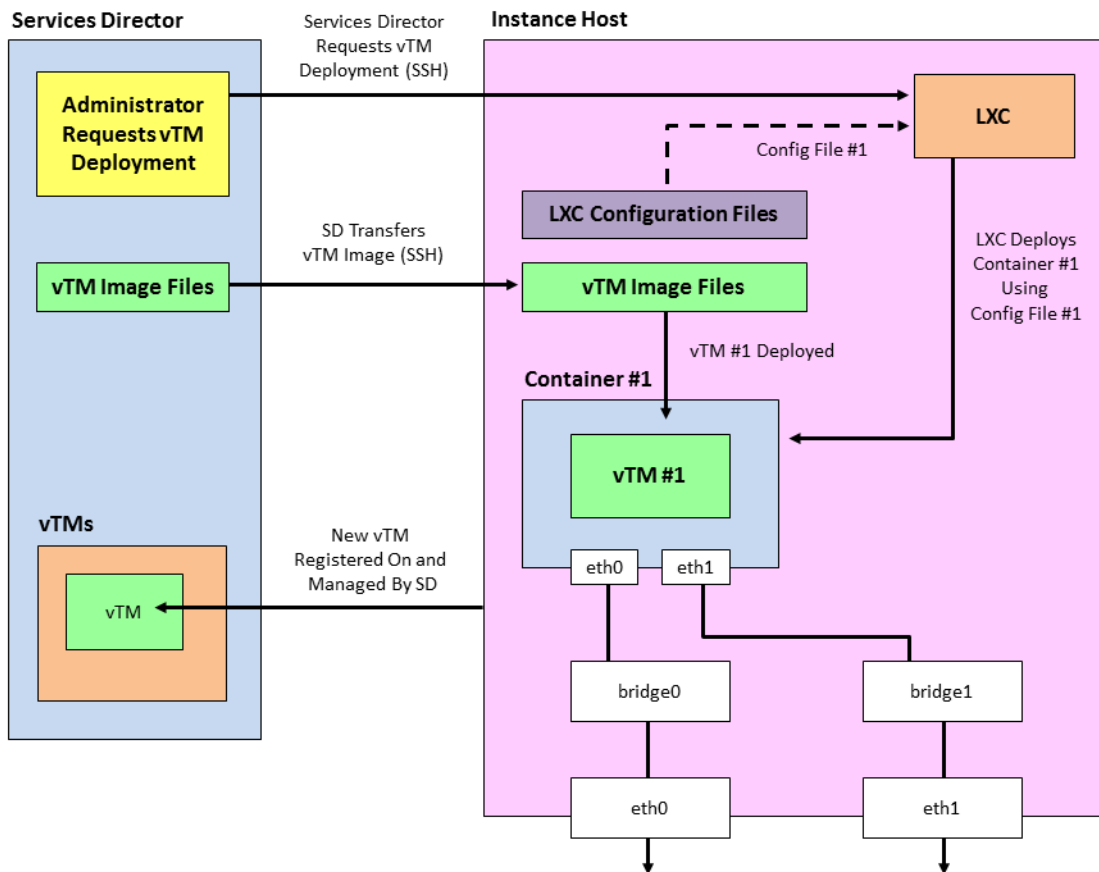 Services Director
Services Director
Requests vTM
Deployment (SSH)
Instance Host
Administrator
Requests vTM
Deployment
LXC
Config File #1
LXC Configuration Files
SD Transfers
vTM Image (SSH)
vTM Image Files
vTM Image Files
LXC Deploys
Container #1
Using
Config File #1
vTM #1 Deployed
Container #1
vTM #1
vTMs
New vTM
Registered On and
Managed By SD
vTM
eth0
eth1
bridge0
bridge1
eth0
eth1